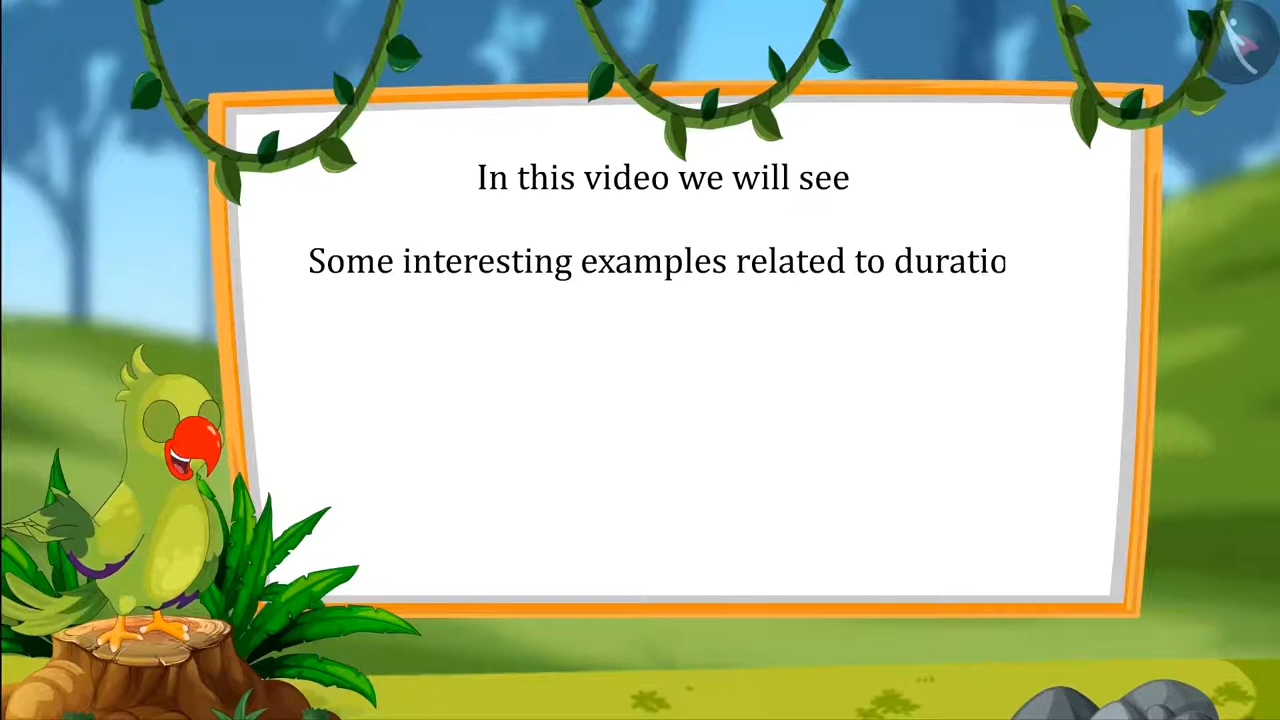 In this video we will see
Some interesting examples related to duratio